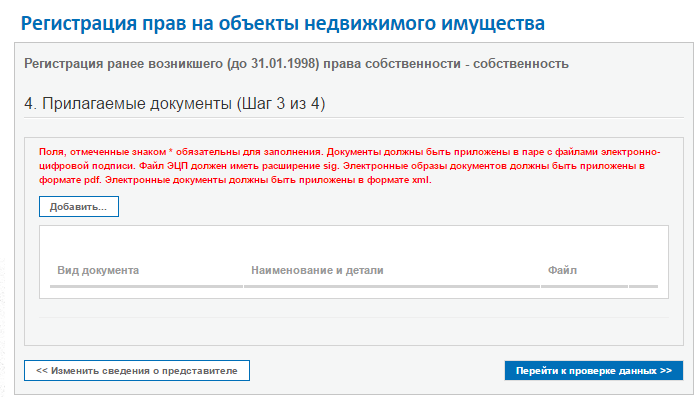 Регистрация прав на объекты недвижимого имущества
Регистрация ранее возникшего (до 31.01.1998) права собственности - собственность
4. Прилагаемые документы (Шаг 3 из 4)
Поля, отмеченные знаком * обязательны для заполнения. Документы должны быть приложены в паре с файлами электронно-
цифровой подписи. Файл ЭЦП должен иметь расширение sig. Электронные образы документов должны быть приложены в
формате pdf. Электронные документы должны быть приложены в формате xml.
Добавить...
Вид документа Наименование и детали Файл
<< Изменить сведения о представителе Перейти к проверке данных >>